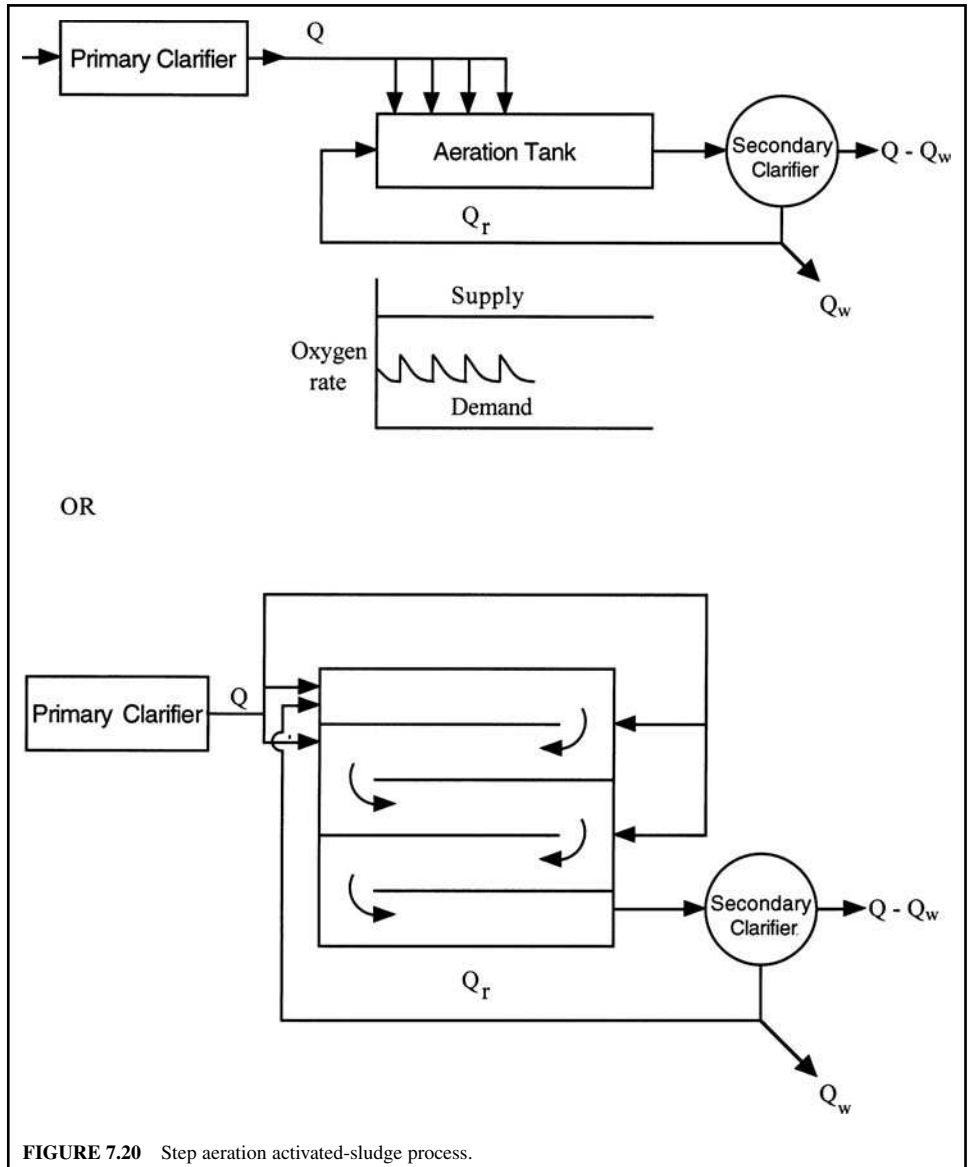 Q
Primary Clarifier
Aeration Tank
Secondary
Clarifier
Q - Qw
Qr
Qw
Supply
Oxygen
rate
Demand
OR
Q
Primary Clarifier
Secondary
Clarifier.
Q - Qw
Qr
Qw
FIGURE 7.20 Step aeration activated-sludge process.